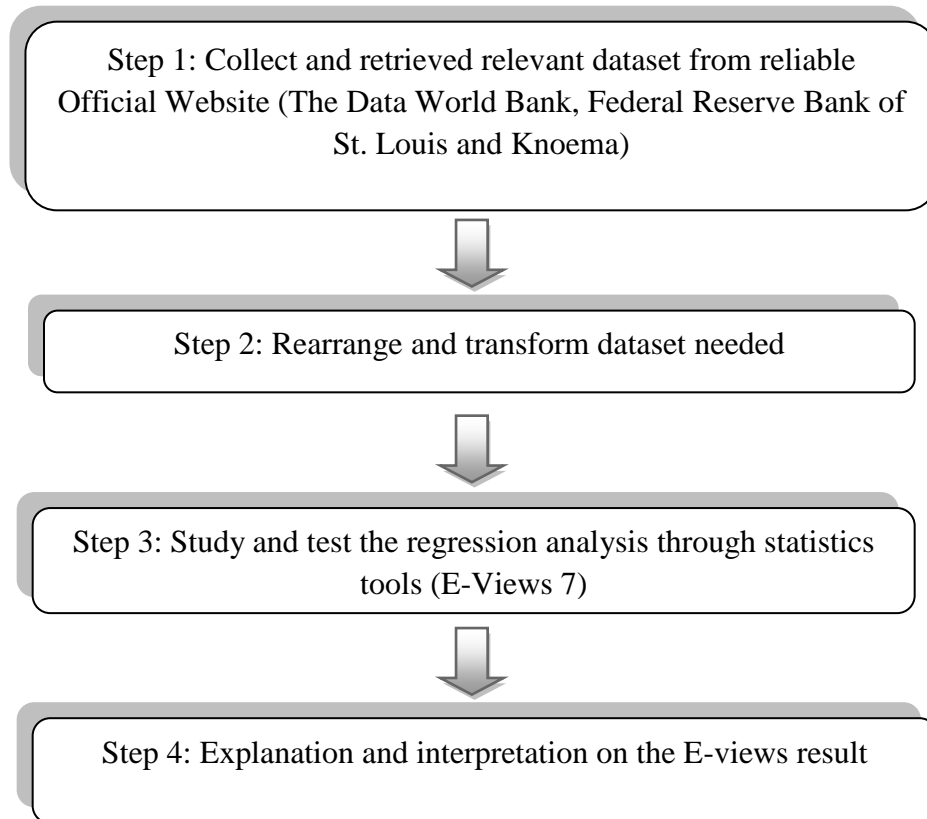 Step 1: Collect and retrieved relevant dataset from reliable
Official Website (The Data World Bank, Federal Reserve Bank of
St. Louis and Knoema)
Step 2: Rearrange and transform dataset needed
Step 3: Study and test the regression analysis through statistics
tools (E-Views 7)
Step 4: Explanation and interpretation on the E-views result